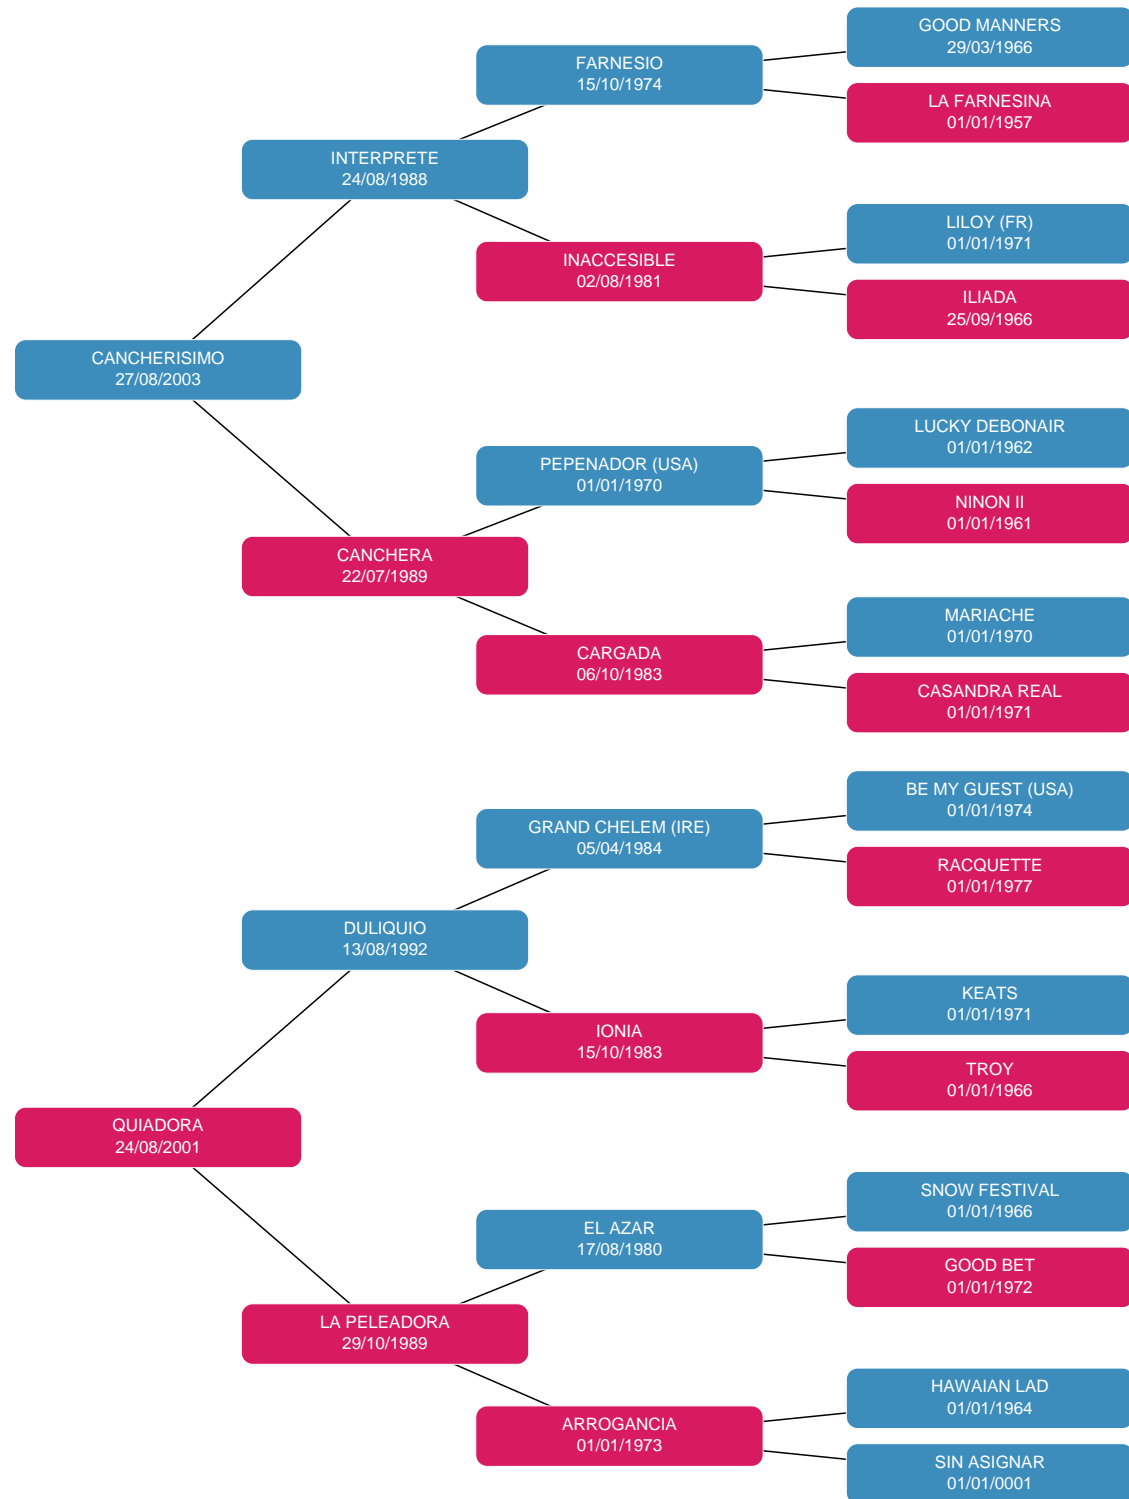 GOOD MANNERS
29/03/1966
FARNESIO
15/10/1974
LA FARNESINA
01/01/1957
INTERPRETE
24/08/1988
LILOY (FR)
01/01/1971
INACCESIBLE
02/08/1981
ILIADA
25/09/1966
CANCHERISIMO
27/08/2003
LUCKY DEBONAIR
01/01/1962
PEPENADOR (USA)
01/01/1970
NINON II
01/01/1961
CANCHERA
22/07/1989
MARIACHE
01/01/1970
CARGADA
06/10/1983
CASANDRA REAL
01/01/1971
BE MY GUEST (USA)
01/01/1974
GRAND CHELEM (IRE)
05/04/1984
RACQUETTE
01/01/1977
DULIQUIO
13/08/1992
KEATS
01/01/1971
IONIA
15/10/1983
TROY
01/01/1966
QUIADORA
24/08/2001
SNOW FESTIVAL
01/01/1966
EL AZAR
17/08/1980
GOOD BET
01/01/1972
LA PELEADORA
29/10/1989
HAWAIAN LAD
01/01/1964
ARROGANCIA
01/01/1973
SIN ASIGNAR
01/01/0001